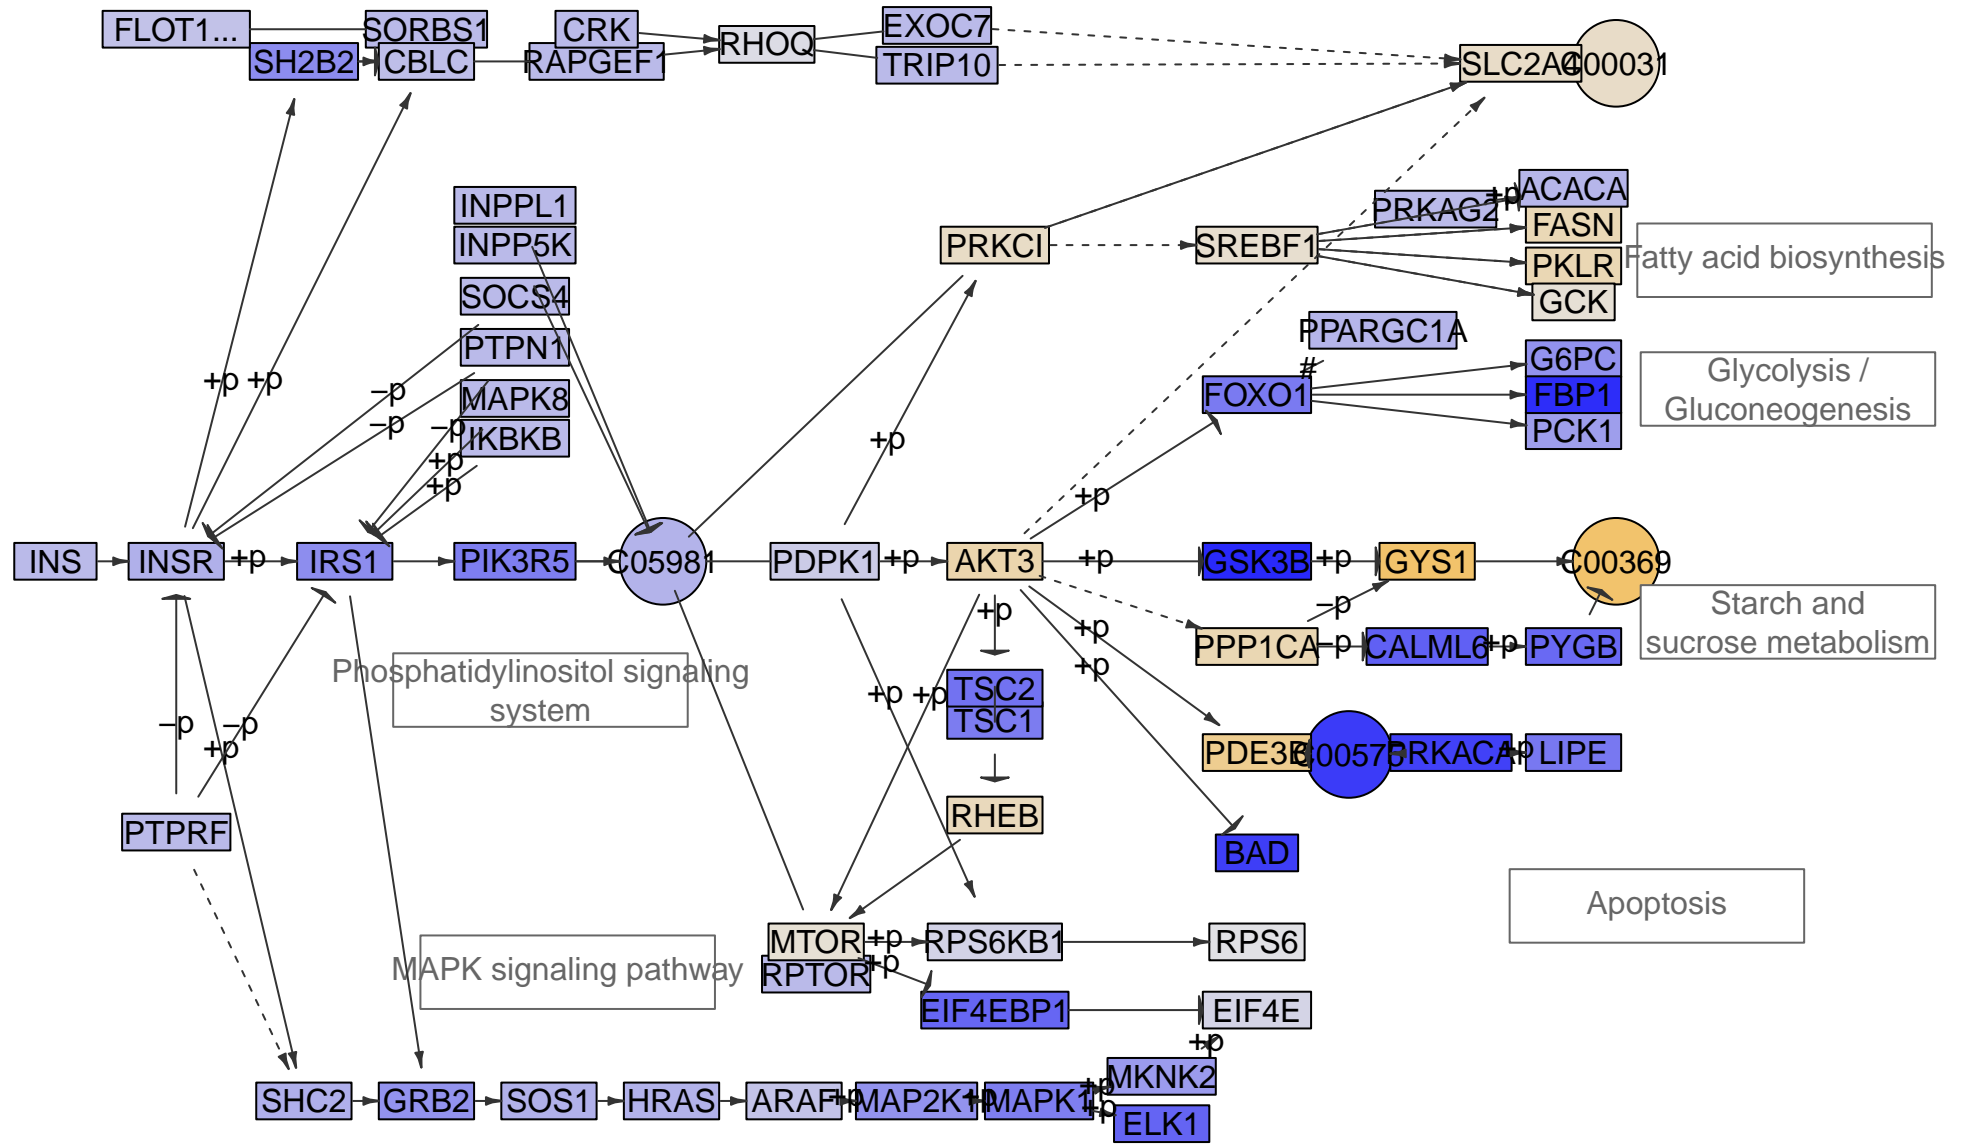 FLOT1...
SORBS1
CRK
EXOC7
RHOQ
SH2B2
CBLC
RAPGEF1
TRIP10
SLC2A4
C00031
INPPL1
INPP5K
SOCS4
PTPN1
MAPK8
IKBKB
PRKCI
SREBF1
PRKAG2
+p
ACACA
FASN
PKLR
GCK
Fatty acid biosynthesis
PPARGC1A
#
FOXO1
G6PC
FBP1
PCK1
Glycolysis /
Gluconeogenesis
+p
+p
−p
−p
−p
+p
+p
+p
+p
INS
INSR
+p
IRS1
PIK3R5
C05981
PDPK1
+p
AKT3
+p
GSK3B
+p
GYS1
C00369
+p
+p
+p
−p
PPP1CA
−p
CALML6
+p
PYGB
Starch and
sucrose metabolism
Phosphatidylinositol signaling
system
−p
+p
−p
+p
+p
TSC2
TSC1
PDE3B
C00575
PRKACA
+p
LIPE
PTPRF
RHEB
BAD
Apoptosis
MTOR
+p
RPS6KB1
RPS6
RPTOR
+p
MAPK signaling pathway
EIF4EBP1
EIF4E
+p
SHC2
GRB2
SOS1
HRAS
ARAF
+p
MAP2K1
+p
MAPK1
+p
MKNK2
+p
ELK1